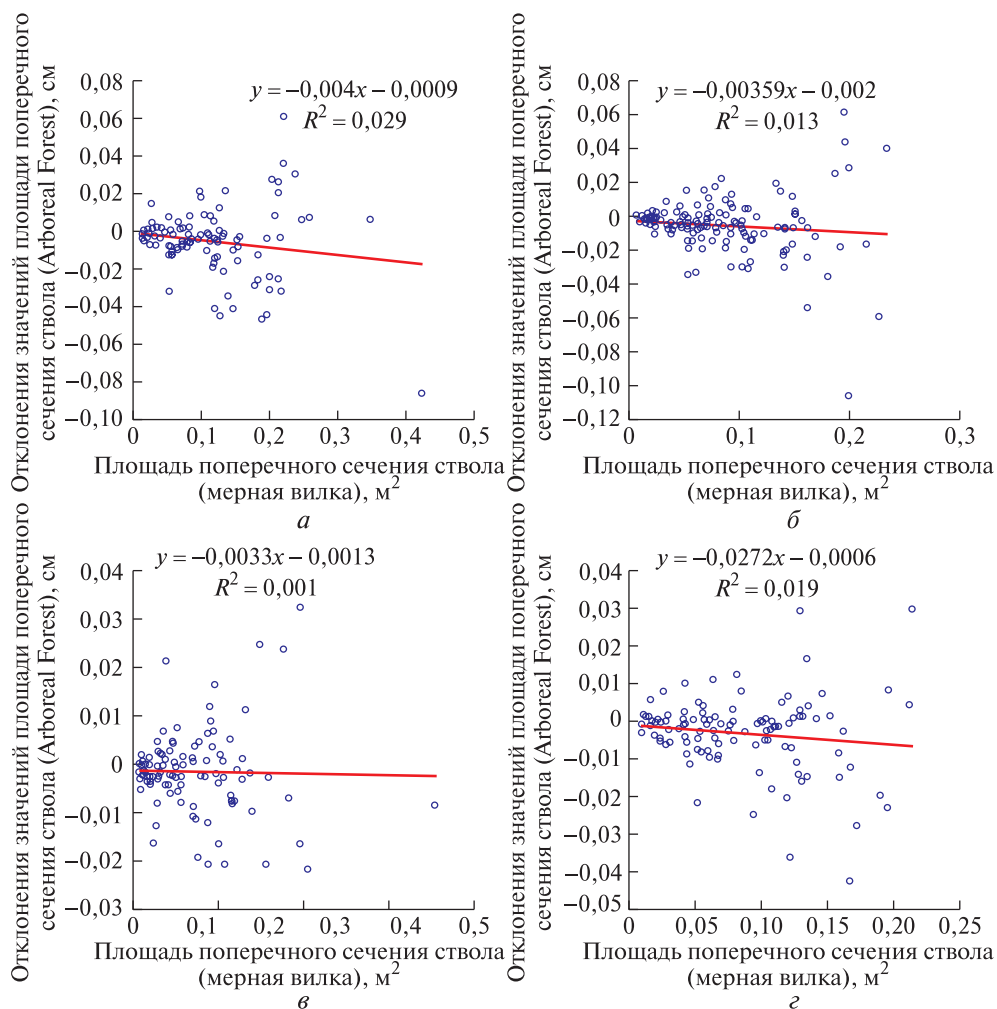 Отклонения значений площади поперечного
сечения ствола (Arboreal Forest), см
y = −0,004x − 0,0009
R² = 0,029
0,08
0,06
0,04
0,02
0
−0,02
−0,04
−0,06
−0,08
−0,10
0 0,1 0,2 0,3 0,4 0,5
Площадь поперечного сечения ствола
(мерная вилка), м²
а
Отклонения значений площади поперечного
сечения ствола (Arboreal Forest), см
y = −0,00359x − 0,002
R² = 0,013
0,08
0,06
0,04
0,02
0
−0,02
−0,04
−0,06
−0,08
−0,10
−0,12
0 0,1 0,2 0,3
Площадь поперечного сечения ствола
(мерная вилка), м²
б
Отклонения значений площади поперечного
сечения ствола (Arboreal Forest), см
y = −0,0033x − 0,0013
R² = 0,001
0,04
0,03
0,02
0,01
0
−0,01
−0,02
−0,03
0 0,1 0,2 0,3 0,4 0,5
Площадь поперечного сечения ствола
(мерная вилка), м²
в
Отклонения значений площади поперечного
сечения ствола (Arboreal Forest), см
y = −0,0272x − 0,0006
R² = 0,019
0,04
0,03
0,02
0,01
0
−0,01
−0,02
−0,03
−0,04
−0,05
0 0,05 0,10 0,15 0,20 0,25
Площадь поперечного сечения ствола
(мерная вилка), м²
г